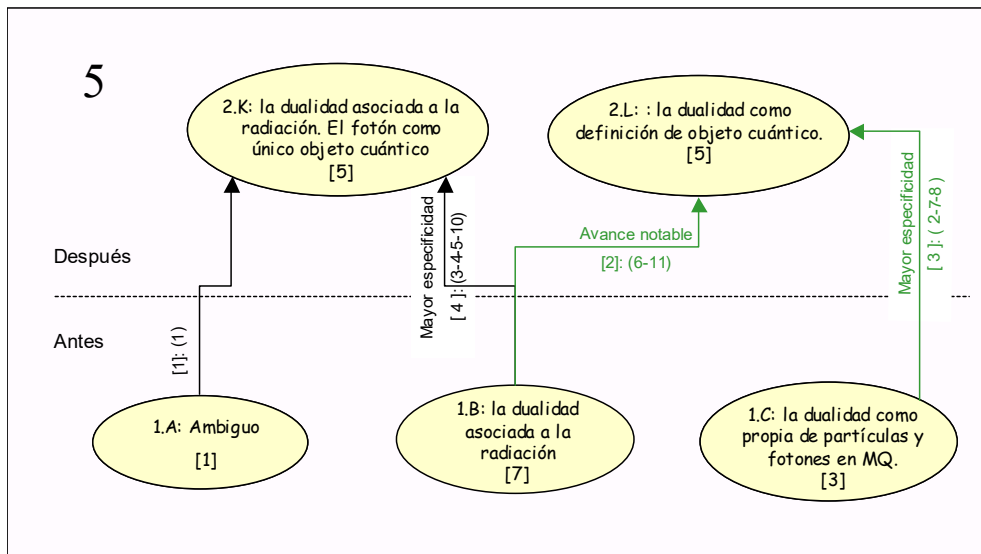 5
2.K: la dualidad asociada a la
radiación. El fotón como
único objeto cuántico
[5]
2.L: : la dualidad como
definición de objeto cuántico.
[5]
Mayor especificidad
[ 4 ]: (3-4-5-10)
Avance notable
[2]: (6-11)
Mayor especificidad
[ 3 ]: ( 2-7-8 )
Después
Antes
[1]: (1)
1.A: Ambiguo
[1]
1.B: la dualidad
asociada a la
radiación
[7]
1.C: la dualidad como
propia de partículas y
fotones en MQ.
[3]